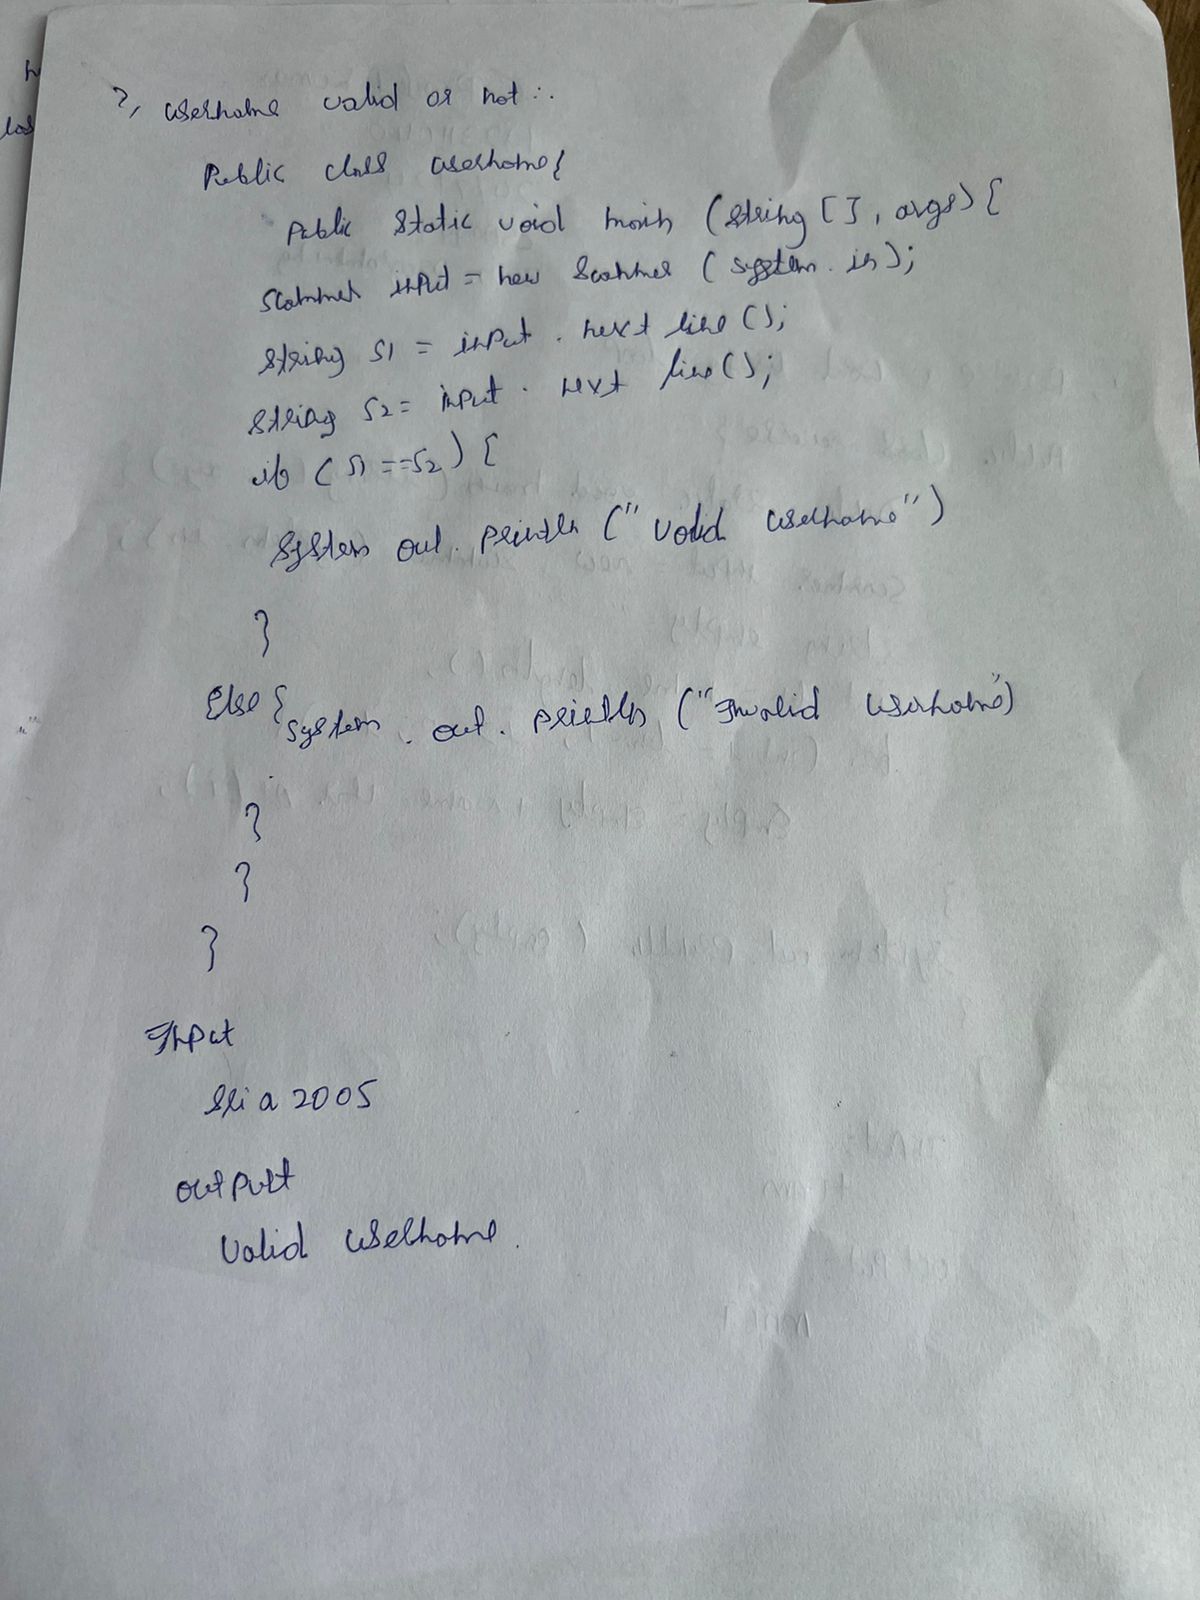 7, username valid or not :.
Public class username{
Public static void main (string [], args) {
Scanner input = new Scanner (system . in);
string s1 = input . next line ();
string s2 = input . next line();
if ( s1 == s2 ) {
System out . println (" valid username" )
}
Else { system . out . println ("Invalid username")
}
}
}
Input
sri a 2005
output
Valid username.